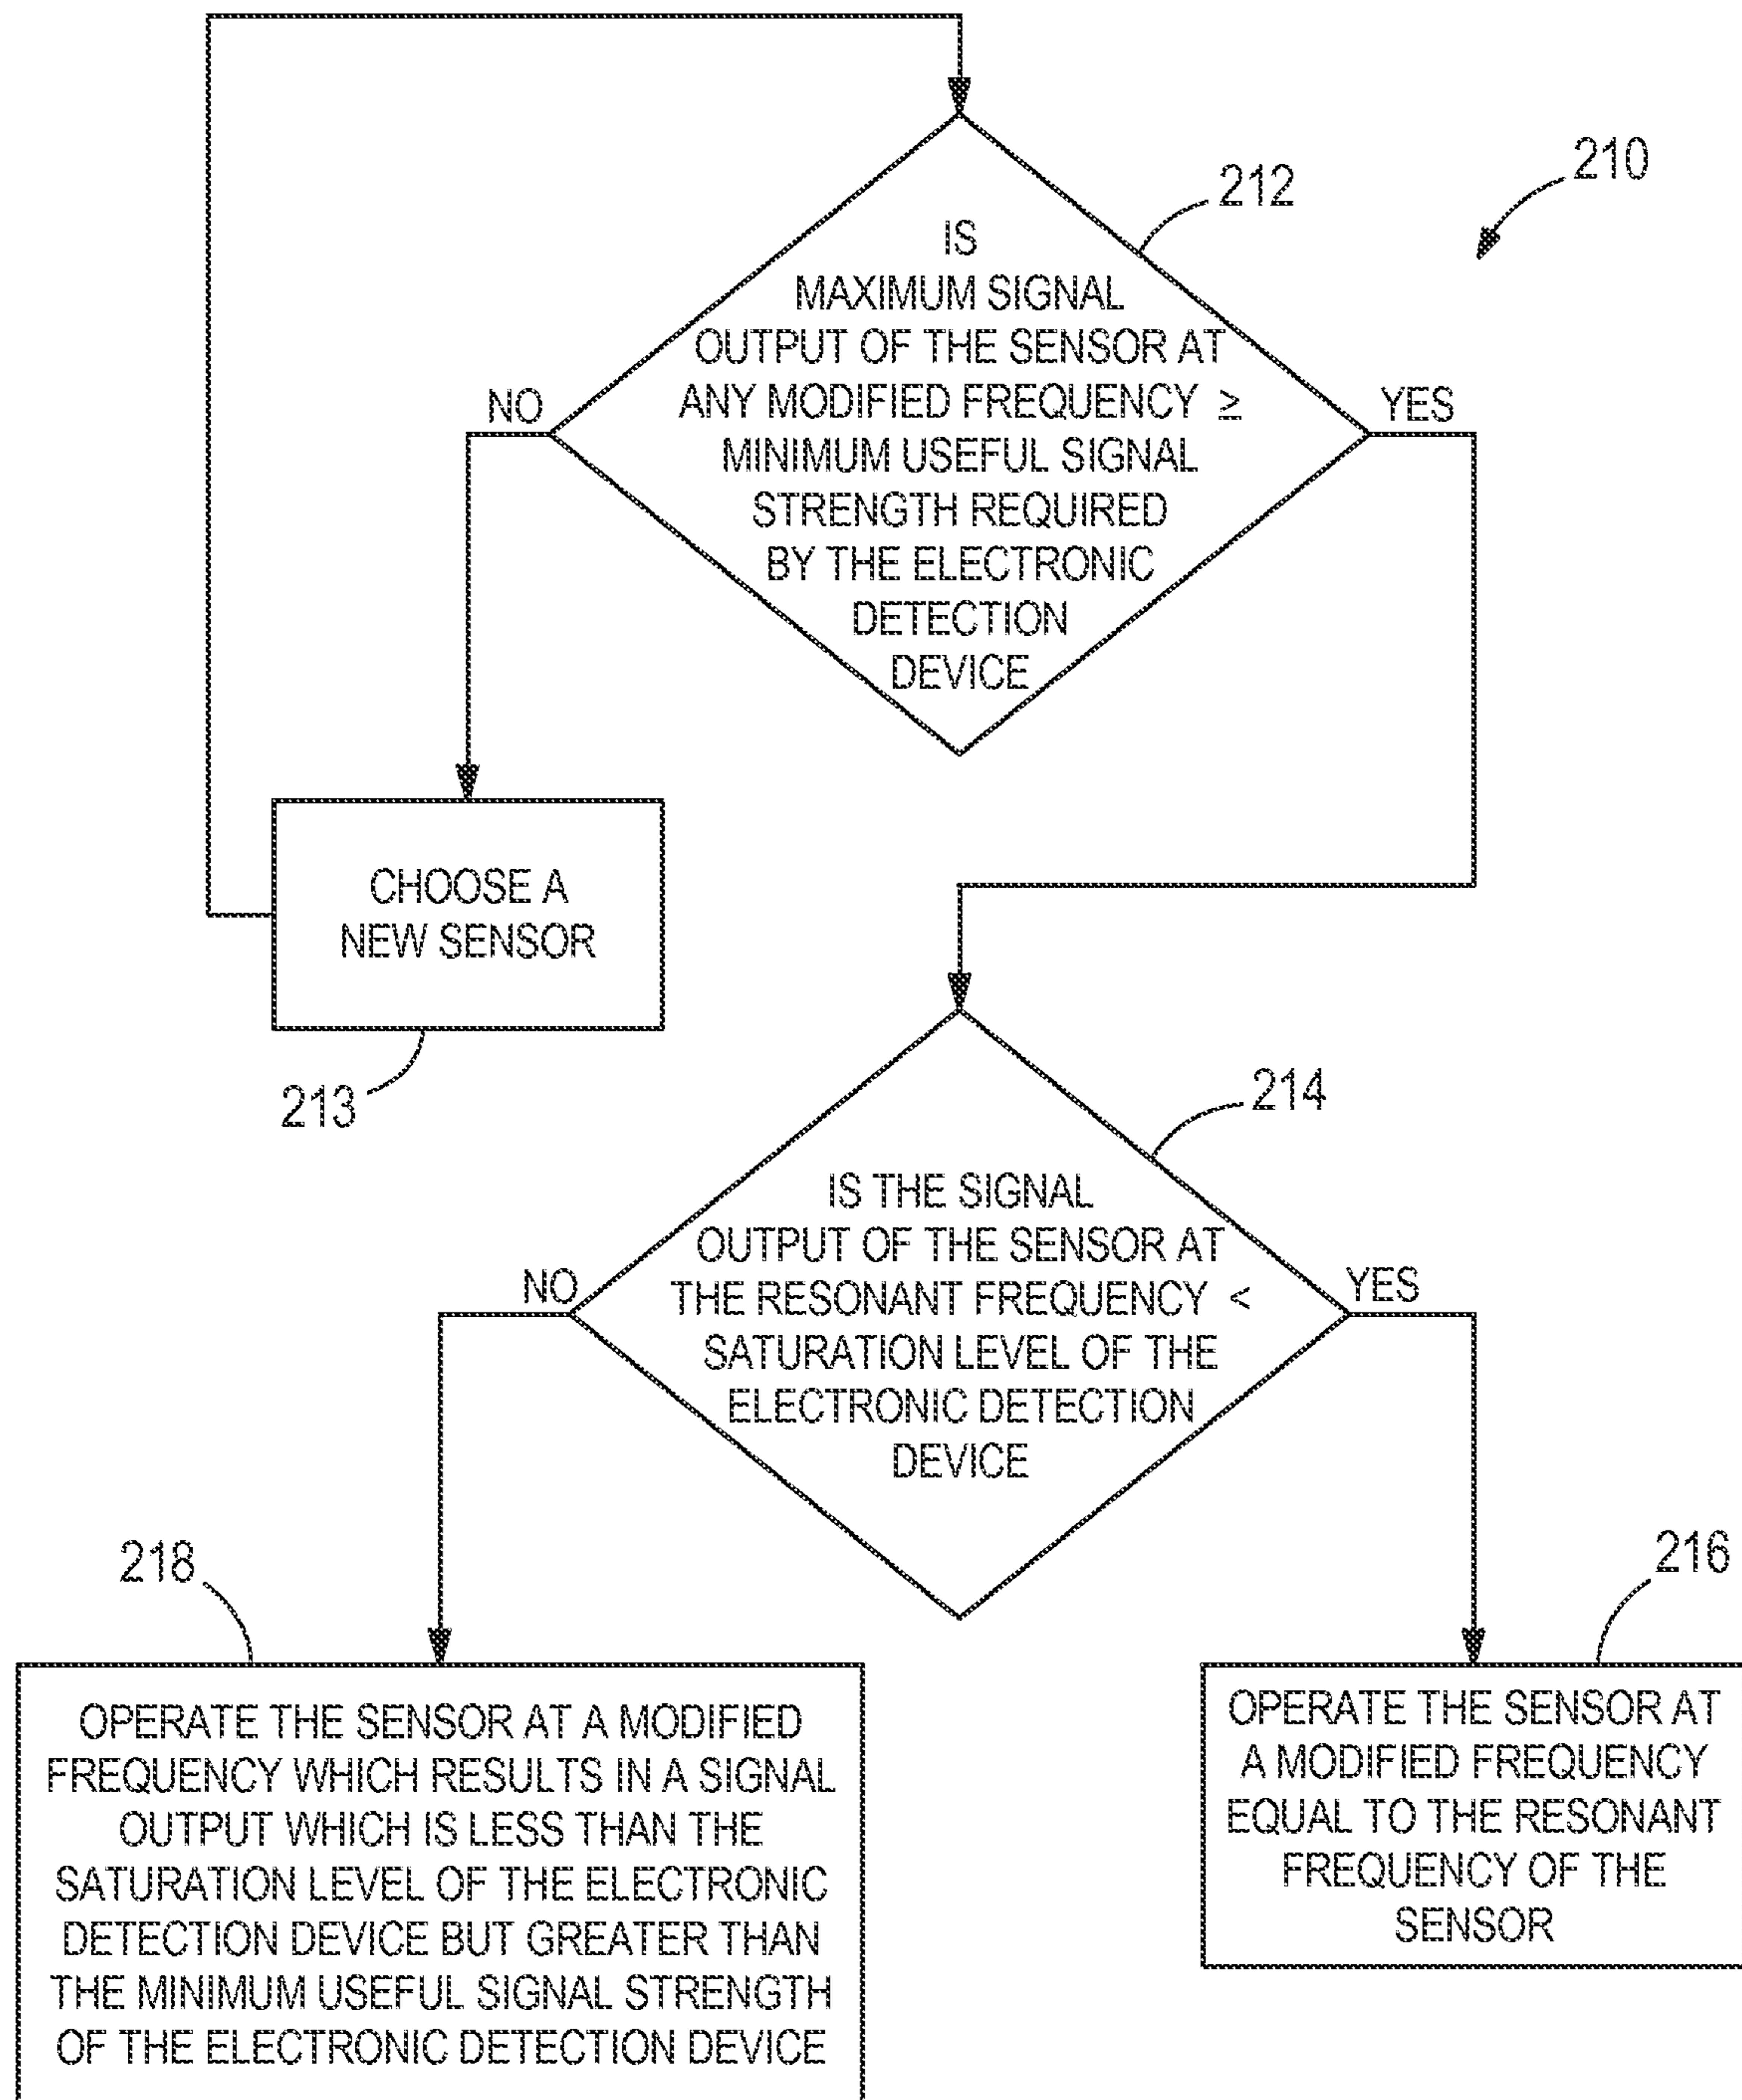 210
212
IS
MAXIMUM SIGNAL
OUTPUT OF THE SENSOR AT
ANY MODIFIED FREQUENCY ≥
MINIMUM USEFUL SIGNAL
STRENGTH REQUIRED
BY THE ELECTRONIC
DETECTION
DEVICE
NO
YES
CHOOSE A
NEW SENSOR
213
214
IS THE SIGNAL
OUTPUT OF THE SENSOR AT
THE RESONANT FREQUENCY <
SATURATION LEVEL OF THE
ELECTRONIC DETECTION
DEVICE
NO
YES
218
OPERATE THE SENSOR AT A MODIFIED
FREQUENCY WHICH RESULTS IN A SIGNAL
OUTPUT WHICH IS LESS THAN THE
SATURATION LEVEL OF THE ELECTRONIC
DETECTION DEVICE BUT GREATER THAN
THE MINIMUM USEFUL SIGNAL STRENGTH
OF THE ELECTRONIC DETECTION DEVICE
216
OPERATE THE SENSOR AT
A MODIFIED FREQUENCY
EQUAL TO THE RESONANT
FREQUENCY OF THE
SENSOR